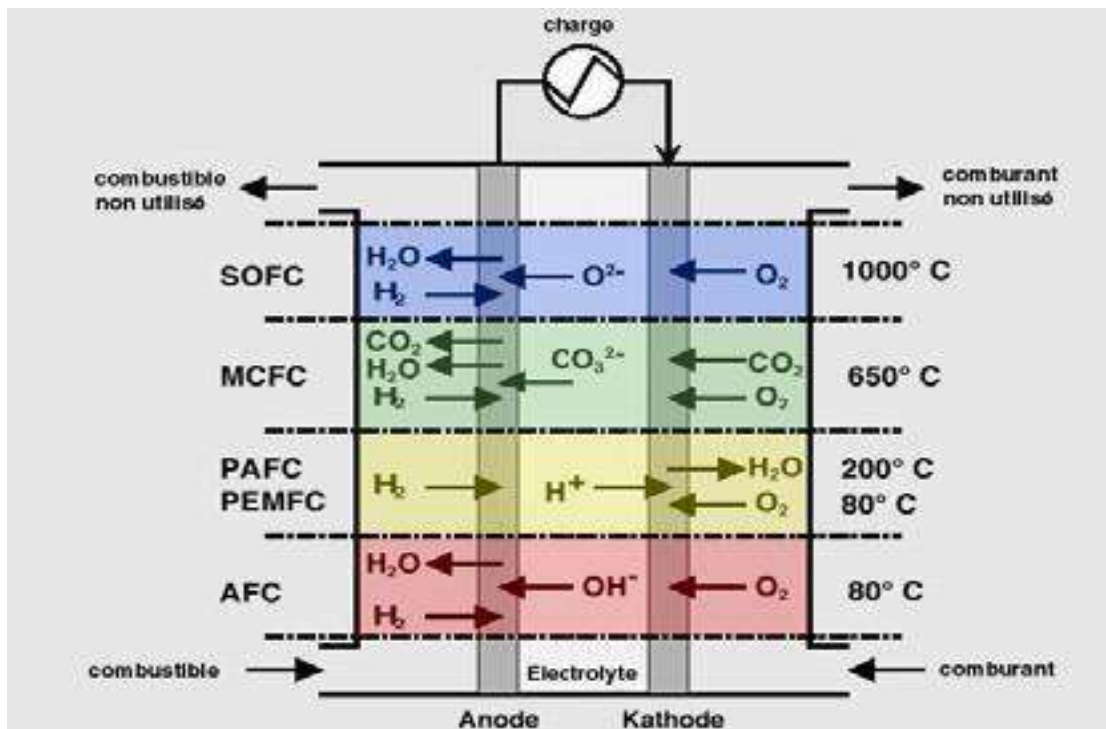 charge
combustible
non utilisé
comburant
non utilisé
SOFC
H₂O
H₂
O²⁻
O₂
1000° C
MCFC
CO₂
H₂O
H₂
CO₃²⁻
CO₂
O₂
650° C
PAFC
PEMFC
H₂
H⁺
H₂O
O₂
200° C
80° C
AFC
H₂O
H₂
OH⁻
O₂
80° C
combustible
Electrolyte
comburant
Anode
Kathode